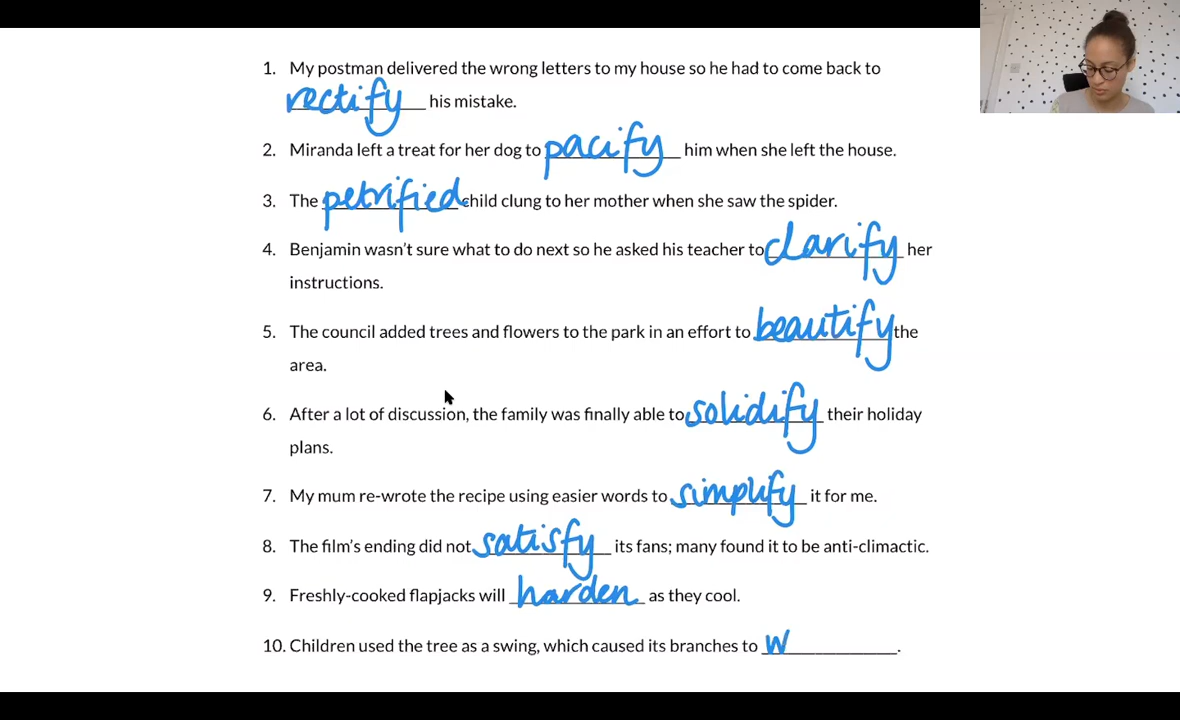 1. My postman delivered the wrong letters to my house so he had to come back to
rectify his mistake.
2. Miranda left a treat for her dog to pacify him when she left the house.
3. The petrified child clung to her mother when she saw the spider.
4. Benjamin wasn't sure what to do next so he asked his teacher to clarify her
instructions.
5. The council added trees and flowers to the park in an effort to beautify the
area.
6. After a lot of discussion, the family was finally able to solidify their holiday
plans.
7. My mum re-wrote the recipe using easier words to simplify it for me.
8. The film's ending did not satisfy its fans; many found it to be anti-climactic.
9. Freshly-cooked flapjacks will harden as they cool.
10. Children used the tree as a swing, which caused its branches to w.